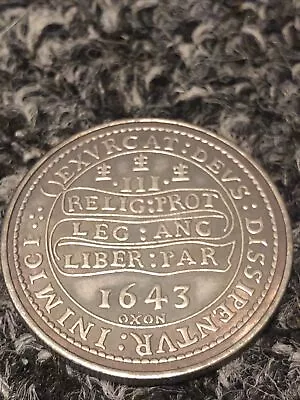 EXVRGAT : DEVS : DISSIPENTVR : INIMICI
III
RELIG : PROT
LEG : ANG
LIBER : PAR
1643
OXON